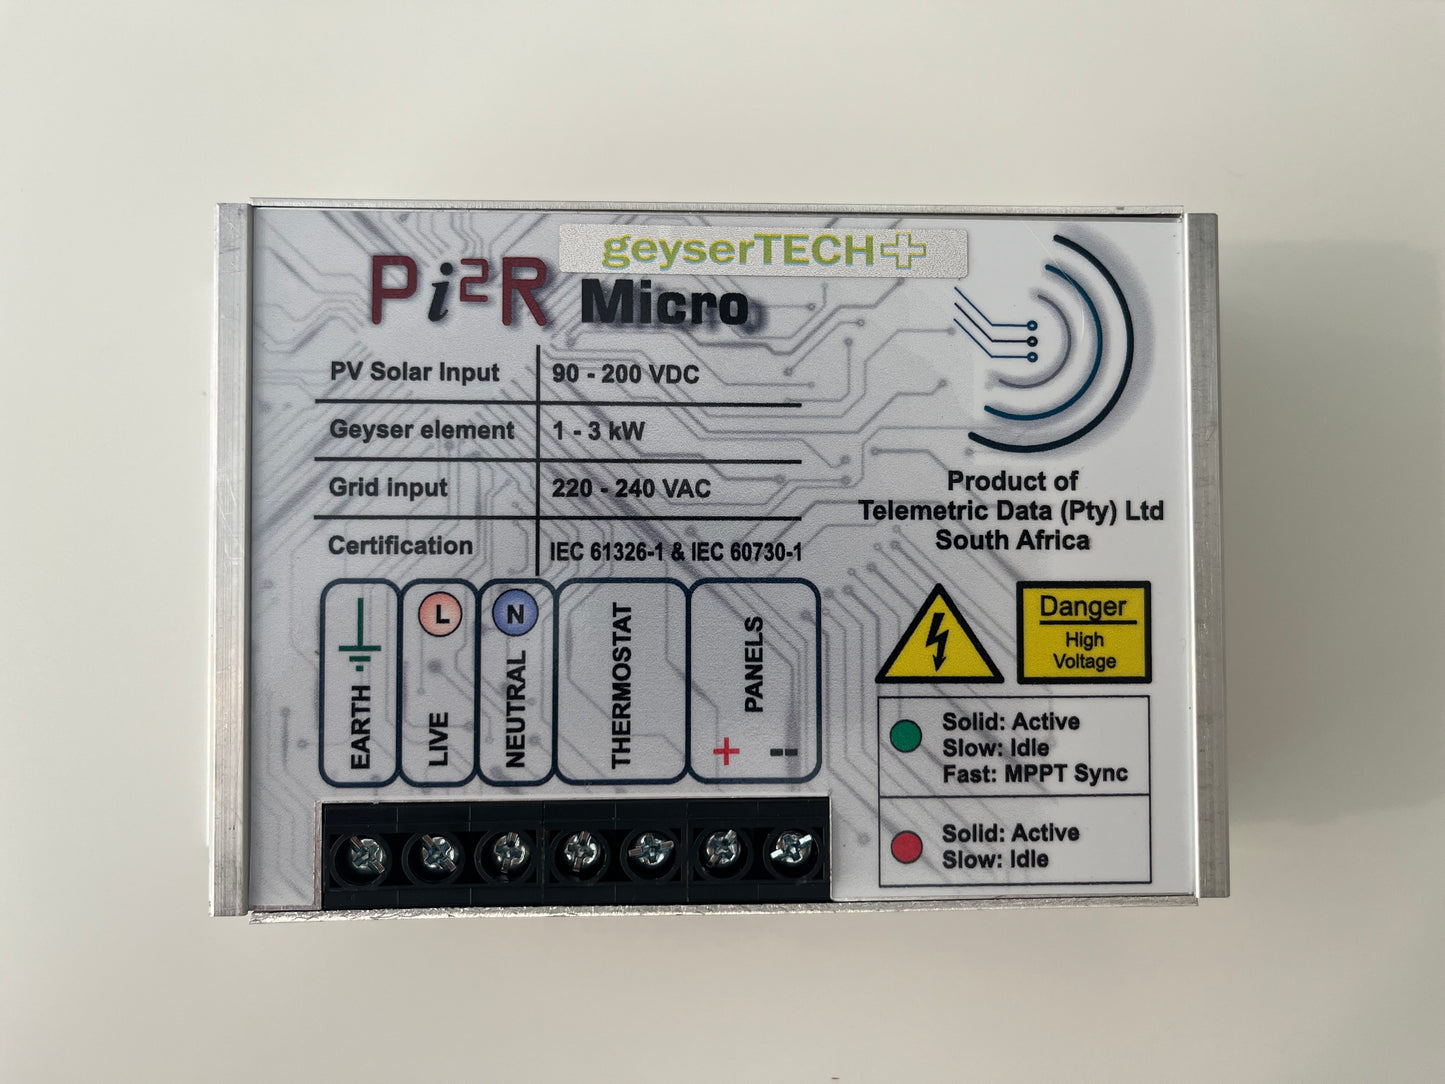 geyserTECH+
Pi2R Micro
PV Solar Input 90 - 200 VDC
Geyser element 1 - 3 kW
Grid input 220 - 240 VAC
Certification IEC 61326-1 & IEC 60730-1
Product of
Telemetric Data (Pty) Ltd
South Africa
EARTH
L
LIVE
N
NEUTRAL
THERMOSTAT
PANELS
+ --
Danger
High
Voltage
Solid: Active
Slow: Idle
Fast: MPPT Sync
Solid: Active
Slow: Idle